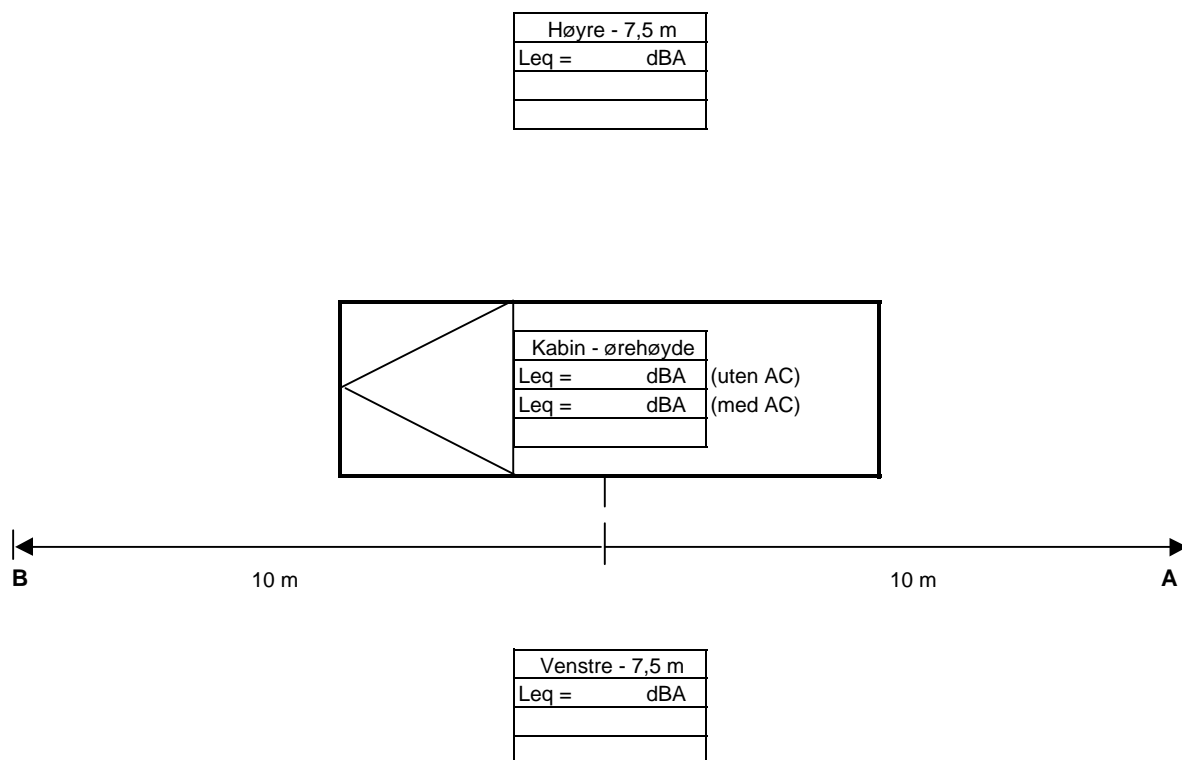 Høyre - 7,5 m
Leq = dBA
Kabin - ørehøyde
Leq = dBA (uten AC)
Leq = dBA (med AC)
B 10 m 10 m A
Venstre - 7,5 m
Leq = dBA